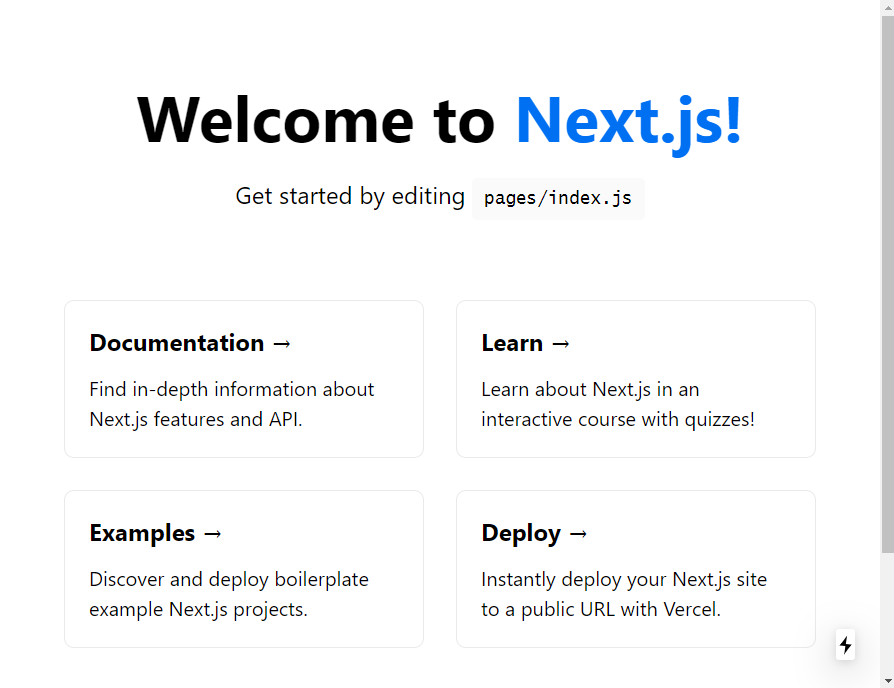 Welcome to Next.js!
Get started by editing pages/index.js
Documentation →
Find in-depth information about
Next.js features and API.
Learn →
Learn about Next.js in an
interactive course with quizzes!
Examples →
Discover and deploy boilerplate
example Next.js projects.
Deploy →
Instantly deploy your Next.js site
to a public URL with Vercel.